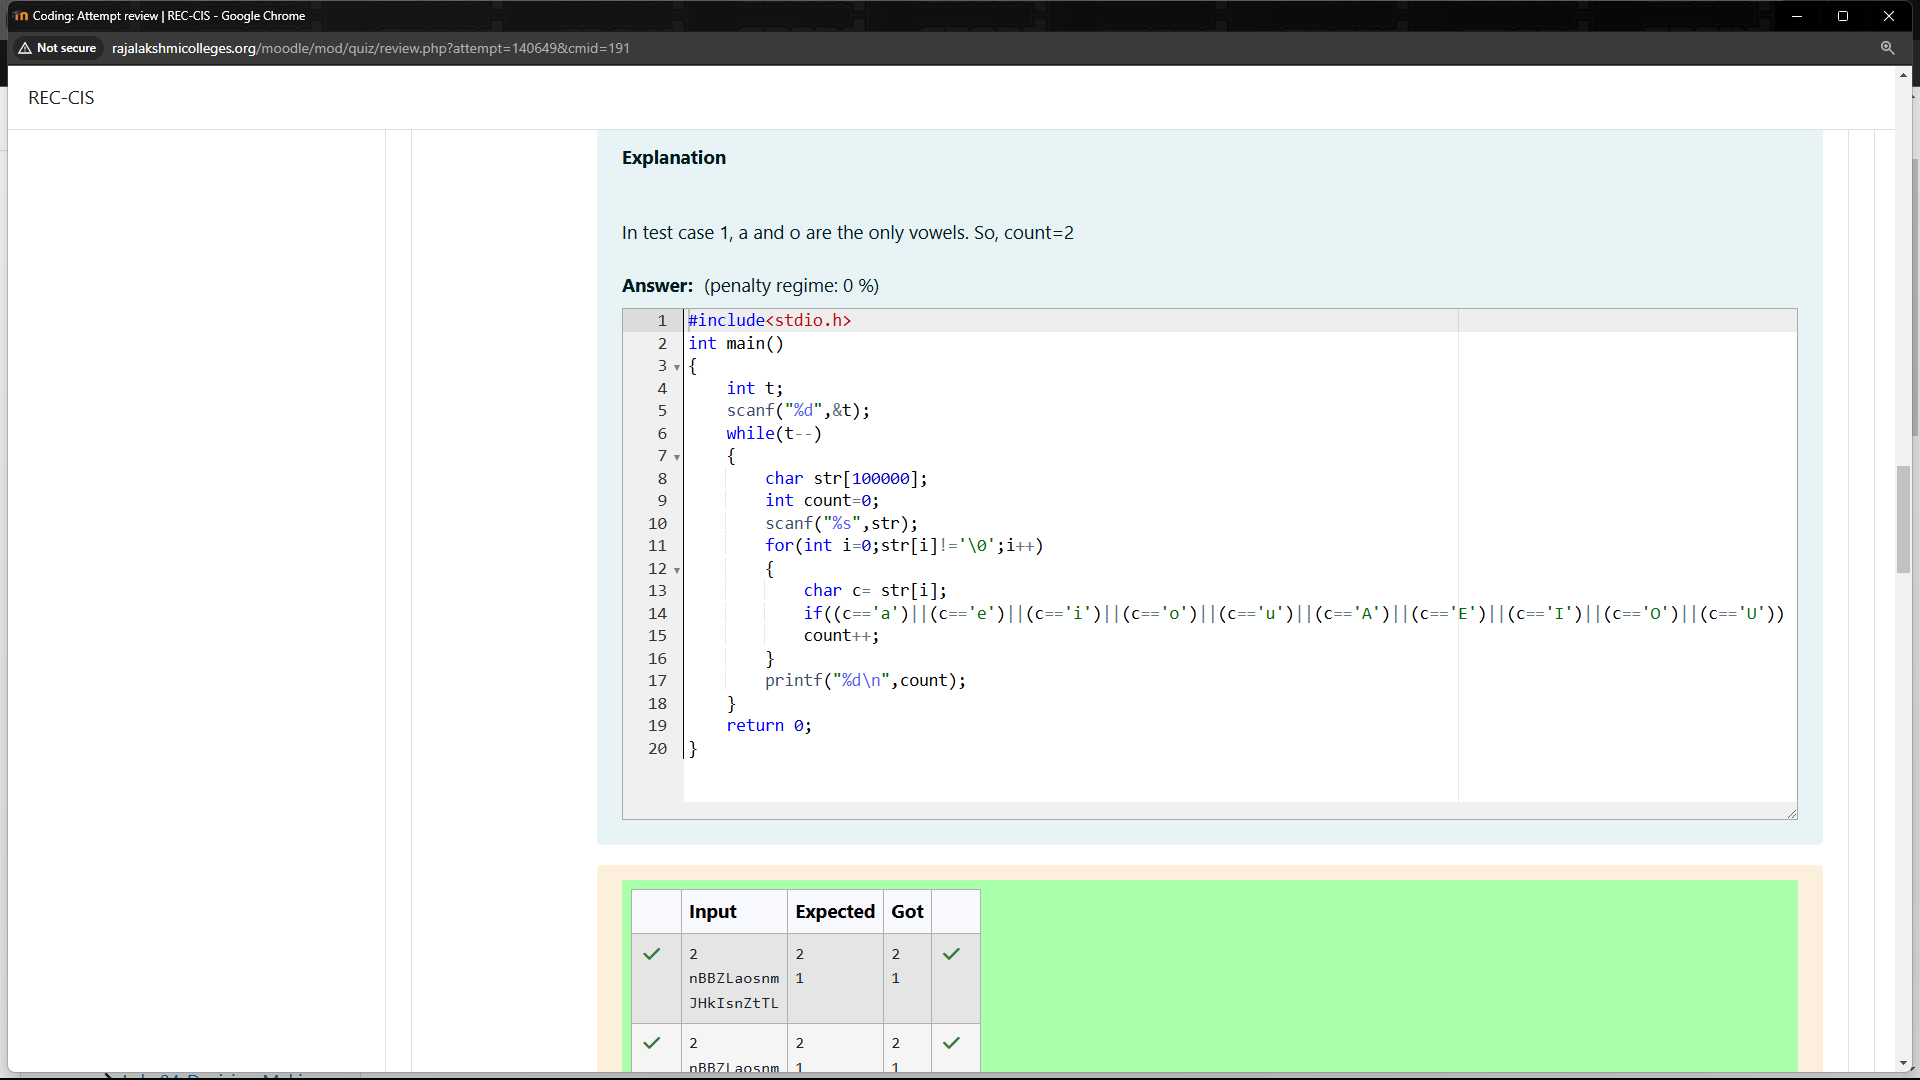 Coding: Attempt review | REC-CIS - Google Chrome
Not secure rajalakshmicolleges.org/moodle/mod/quiz/review.php?attempt=140649&cmid=191
REC-CIS
Explanation
In test case 1, a and o are the only vowels. So, count=2
Answer: (penalty regime: 0 %)
1 #include<stdio.h>
2 int main()
3 {
4 int t;
5 scanf("%d",&t);
6 while(t--)
7 {
8 char str[100000];
9 int count=0;
10 scanf("%s",str);
11 for(int i=0;str[i]!='\0';i++)
12 {
13 char c= str[i];
14 if((c=='a')||(c=='e')||(c=='i')||(c=='o')||(c=='u')||(c=='A')||(c=='E')||(c=='I')||(c=='O')||(c=='U'))
15 count++;
16 }
17 printf("%d\n",count);
18 }
19 return 0;
20 }
Input Expected Got
2 2 2
nBBZLaosnm 1 1
JHkIsnZtTL
2 2 2
nBBZLaosnm 1 1